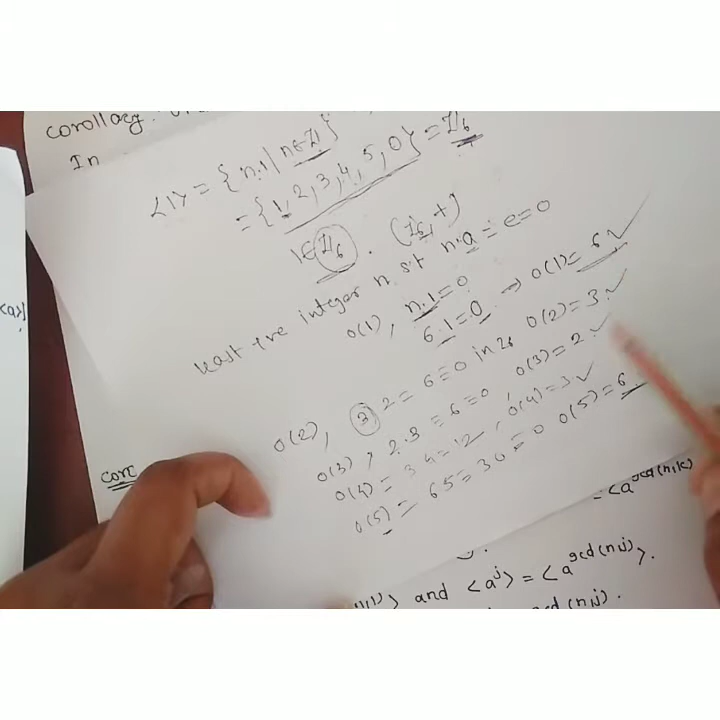 corollary:
In
<1> = { n.1 | n∈Z }
= {1, 2, 3, 4, 5, 0} = Z₆
1∈Z₆. (Z₆, +)
least +ve integer n s.t n.a = e = 0
o(1), n.1 = 0
6.1 = 0 → o(1) = 6 ✓
o(2), 3 2 = 6 = 0 in Z₆ o(2) = 3 ✓
o(3), 2.3 = 6 = 0 o(3) = 2 ✓
o(4) = 3 4 = 12, o(4) = 3 ✓
o(5) = 6 5 = 30 = 0 o(5) = 6
Coro
= <a^gcd(n,k)>
and <a^j> = <a^gcd(n,j)>.
gcd(n,j).